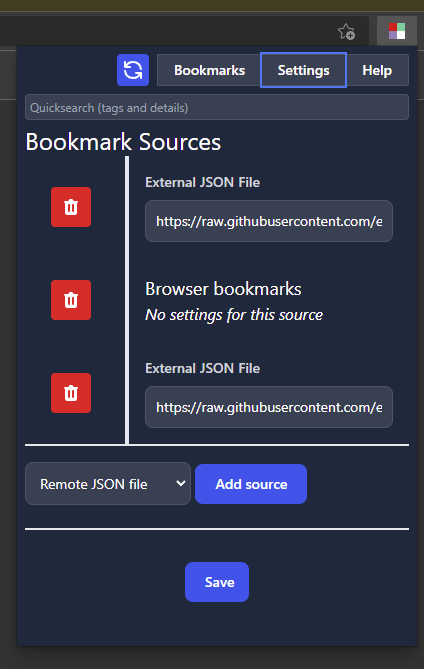 Bookmarks
Settings
Help
Quicksearch (tags and details)
Bookmark Sources
External JSON File
https://raw.githubusercontent.com/e
Browser bookmarks
No settings for this source
External JSON File
https://raw.githubusercontent.com/e
Remote JSON file
Add source
Save